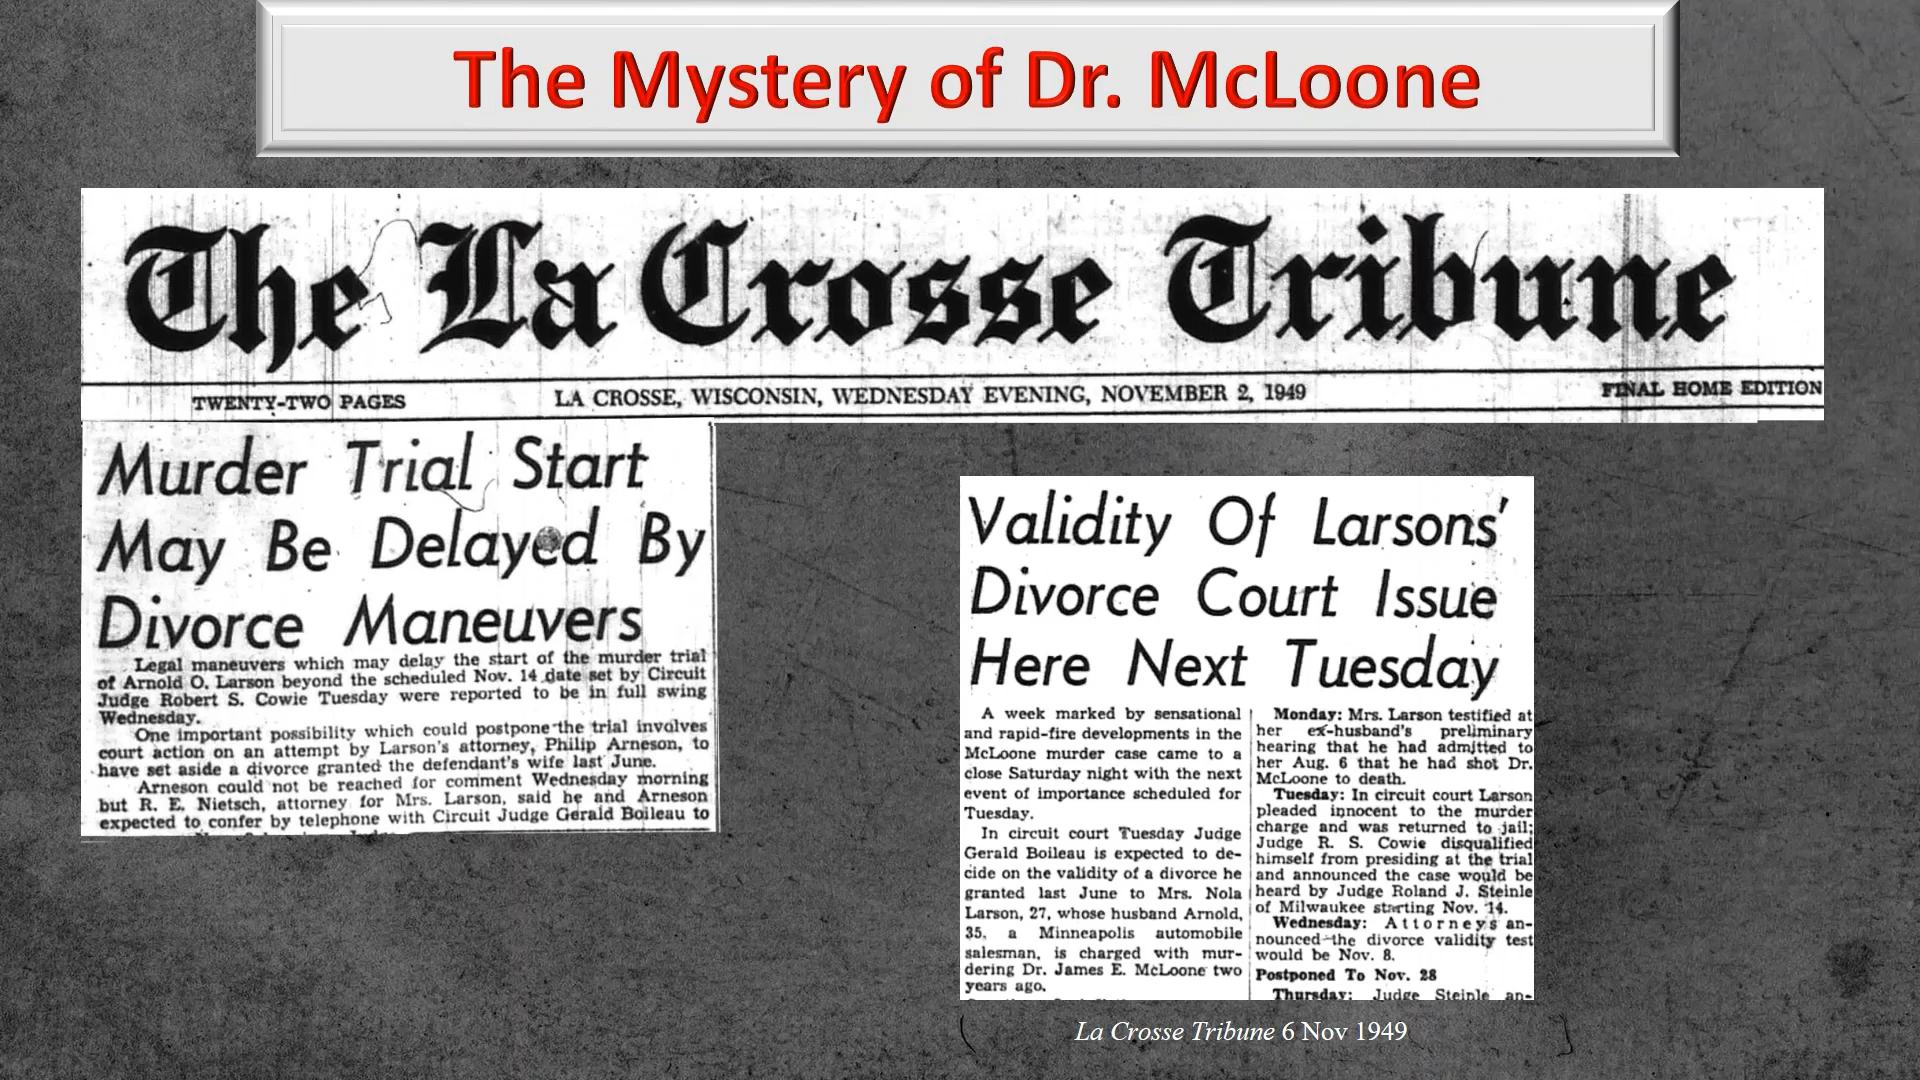 The Mystery of Dr. McLoone
The La Crosse Tribune
TWENTY-TWO PAGES LA CROSSE, WISCONSIN, WEDNESDAY EVENING, NOVEMBER 2, 1949 FINAL HOME EDITION
Murder Trial Start
May Be Delayed By
Divorce Maneuvers
Legal maneuvers which may delay the start of the murder trial
of Arnold O. Larson beyond the scheduled Nov. 14 date set by Circuit
Judge Robert S. Cowie Tuesday were reported to be in full swing
Wednesday.
One important possibility which could postpone the trial involves
court action on an attempt by Larson's attorney, Philip Arneson, to
have set aside a divorce granted the defendant's wife last June.
Arneson could not be reached for comment Wednesday morning
but R. E. Nietsch, attorney for Mrs. Larson, said he and Arneson
expected to confer by telephone with Circuit Judge Gerald Boileau to
Validity Of Larsons'
Divorce Court Issue
Here Next Tuesday
A week marked by sensational
and rapid-fire developments in the
McLoone murder case came to a
close Saturday night with the next
event of importance scheduled for
Tuesday.
In circuit court Tuesday Judge
Gerald Boileau is expected to de-
cide on the validity of a divorce he
granted last June to Mrs. Nola
Larson, 27, whose husband Arnold,
35, a Minneapolis automobile
salesman, is charged with mur-
dering Dr. James E. McLoone two
years ago.
Monday: Mrs. Larson testified at
her ex-husband's preliminary
hearing that he had admitted to
her Aug. 6 that he had shot Dr.
McLoone to death.
Tuesday: In circuit court Larson
pleaded innocent to the murder
charge and was returned to jail;
Judge R. S. Cowie disqualified
himself from presiding at the trial
and announced the case would be
heard by Judge Roland J. Steinle
of Milwaukee starting Nov. 14.
Wednesday: Attorneys an-
nounced the divorce validity test
would be Nov. 8.
Postponed To Nov. 28
Thursday: Judge Steinle an-
La Crosse Tribune 6 Nov 1949